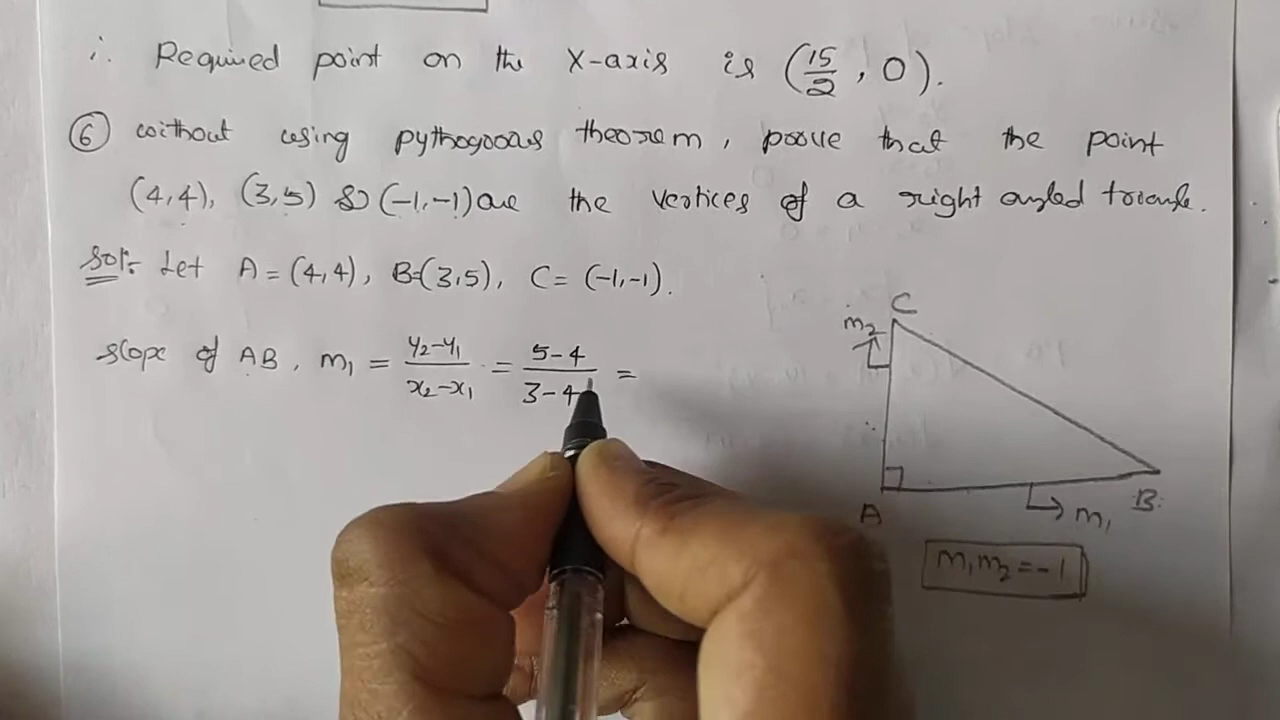 ∴ Required point on the X-axis is (15/2, 0).
⑥ without using pythogoras theorem, prove that the point
(4,4), (3,5) & (-1,-1) are the vertices of a right angled triangle.
Sol:- Let A = (4,4), B=(3,5), C = (-1,-1).
Slope of AB, m₁ = (y₂-y₁)/(x₂-x₁) = (5-4)/(3-4) =
C
m₂
A
B
m₁
m₁m₂ = -1